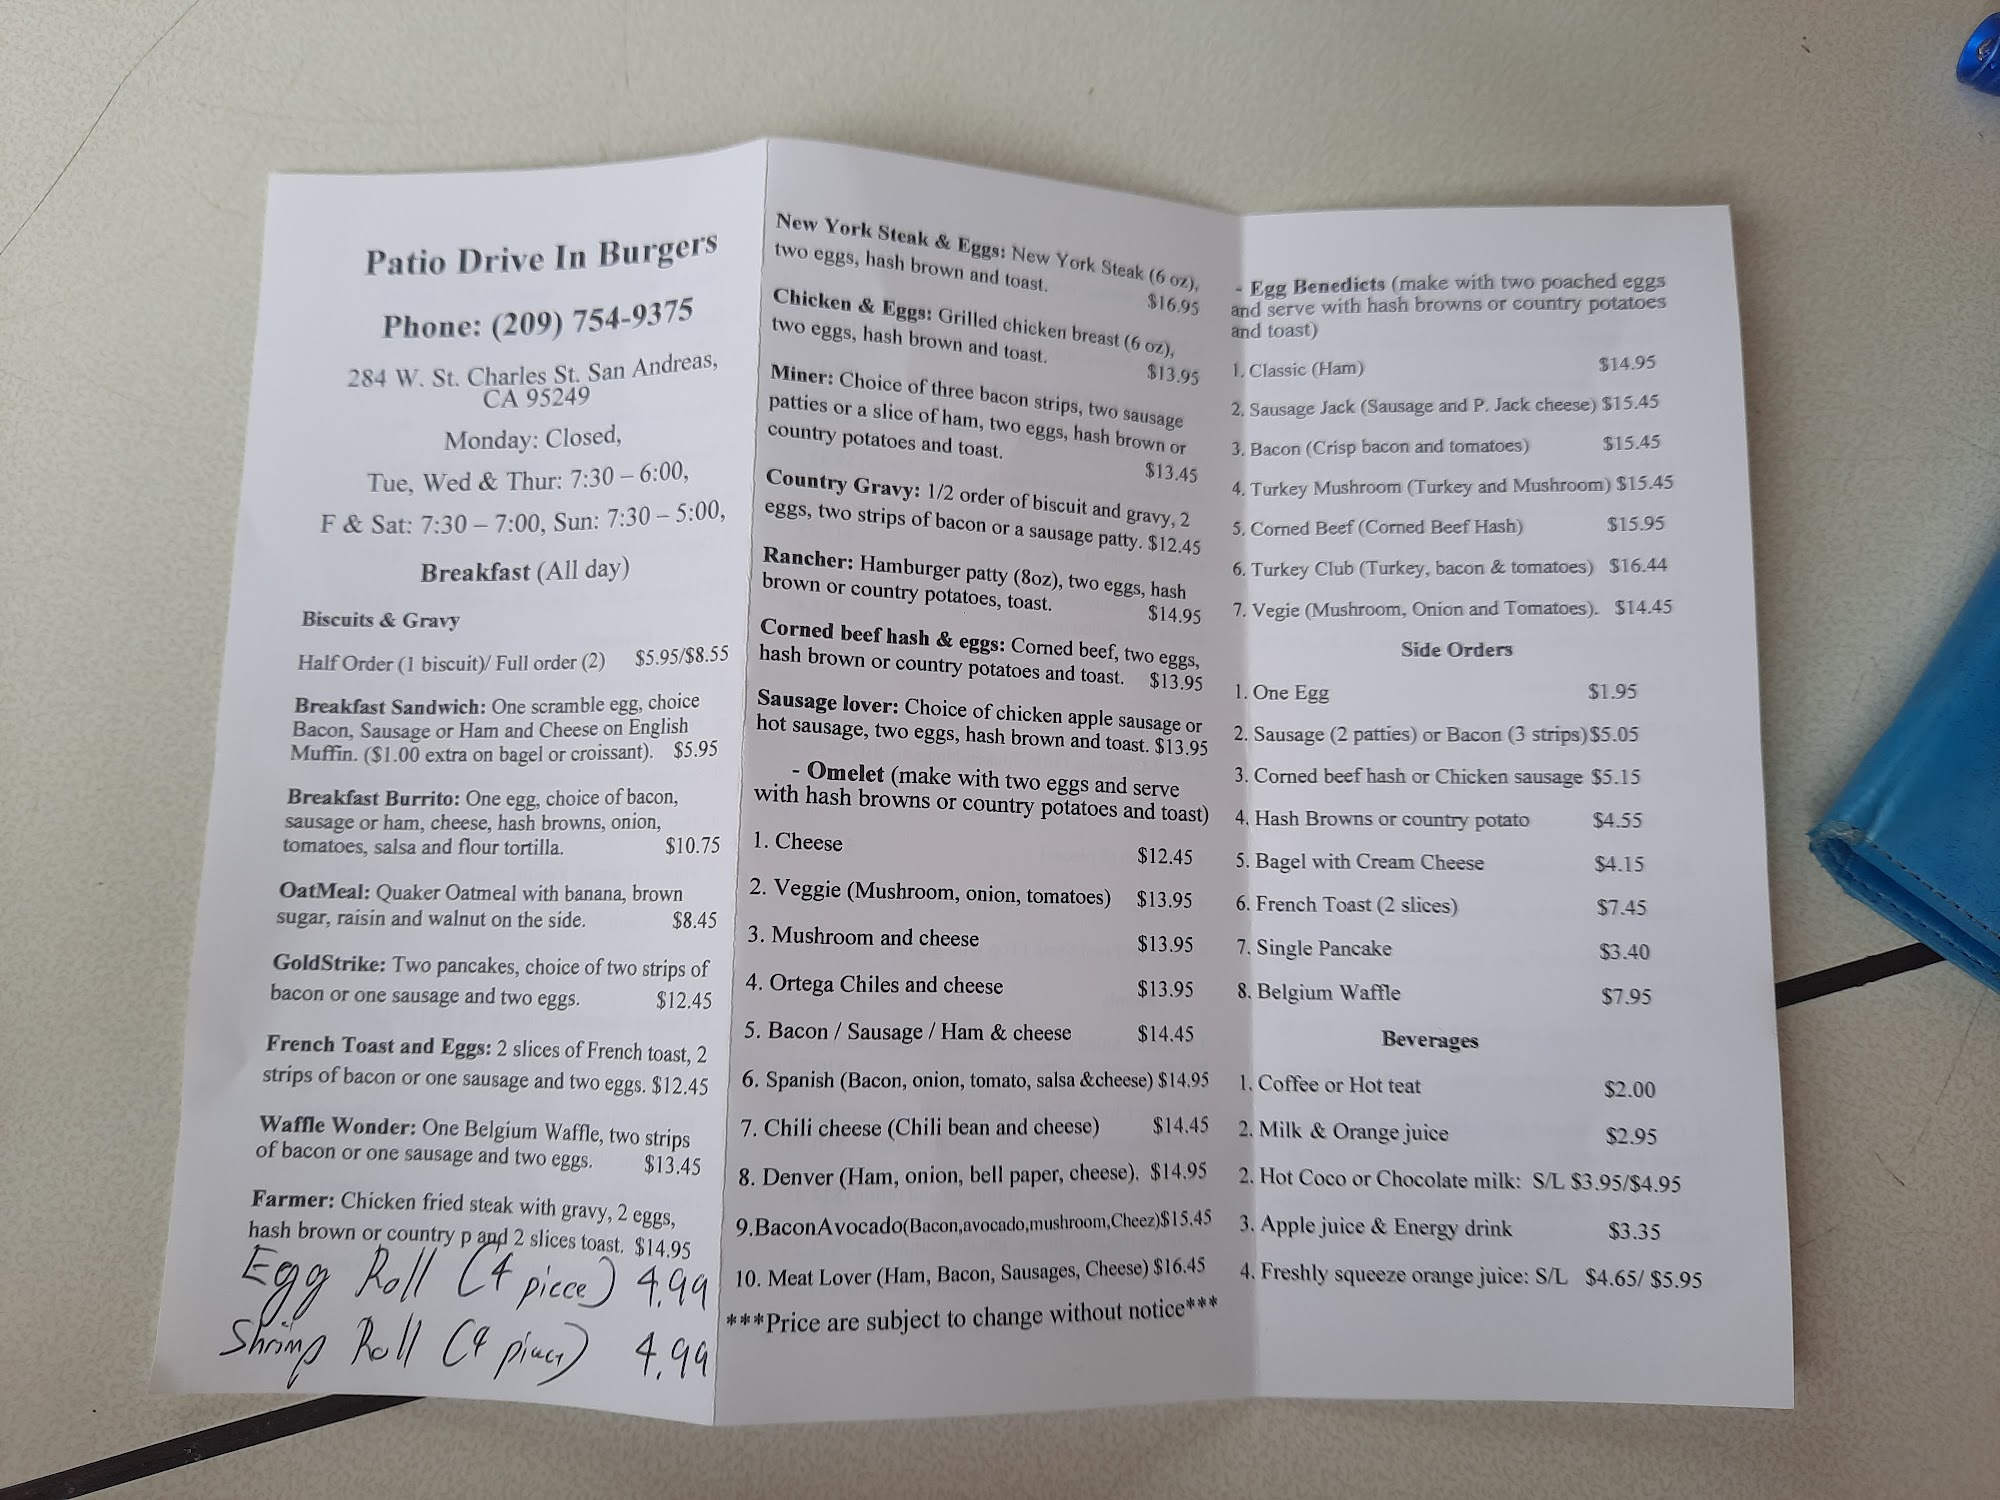 Patio Drive In Burgers
Phone: (209) 754-9375
284 W. St. Charles St. San Andreas,
CA 95249
Monday: Closed,
Tue, Wed & Thur: 7:30 – 6:00,
F & Sat: 7:30 – 7:00, Sun: 7:30 – 5:00,
Breakfast (All day)
Biscuits & Gravy
Half Order (1 biscuit)/ Full order (2) $5.95/$8.55
Breakfast Sandwich: One scramble egg, choice
Bacon, Sausage or Ham and Cheese on English
Muffin. ($1.00 extra on bagel or croissant). $5.95
Breakfast Burrito: One egg, choice of bacon,
sausage or ham, cheese, hash browns, onion,
tomatoes, salsa and flour tortilla. $10.75
OatMeal: Quaker Oatmeal with banana, brown
sugar, raisin and walnut on the side. $8.45
GoldStrike: Two pancakes, choice of two strips of
bacon or one sausage and two eggs. $12.45
French Toast and Eggs: 2 slices of French toast, 2
strips of bacon or one sausage and two eggs. $12.45
Waffle Wonder: One Belgium Waffle, two strips
of bacon or one sausage and two eggs. $13.45
Farmer: Chicken fried steak with gravy, 2 eggs,
hash brown or country p and 2 slices toast. $14.95
Egg Roll (4 piece) 4.99
Shrimp Roll (4 piece) 4.99
New York Steak & Eggs: New York Steak (6 oz),
two eggs, hash brown and toast. $16.95
Chicken & Eggs: Grilled chicken breast (6 oz),
two eggs, hash brown and toast. $13.95
Miner: Choice of three bacon strips, two sausage
patties or a slice of ham, two eggs, hash brown or
country potatoes and toast. $13.45
Country Gravy: 1/2 order of biscuit and gravy, 2
eggs, two strips of bacon or a sausage patty. $12.45
Rancher: Hamburger patty (8oz), two eggs, hash
brown or country potatoes, toast. $14.95
Corned beef hash & eggs: Corned beef, two eggs,
hash brown or country potatoes and toast. $13.95
Sausage lover: Choice of chicken apple sausage or
hot sausage, two eggs, hash brown and toast. $13.95
- Omelet (make with two eggs and serve
with hash browns or country potatoes and toast)
1. Cheese $12.45
2. Veggie (Mushroom, onion, tomatoes) $13.95
3. Mushroom and cheese $13.95
4. Ortega Chiles and cheese $13.95
5. Bacon / Sausage / Ham & cheese $14.45
6. Spanish (Bacon, onion, tomato, salsa &cheese) $14.95
7. Chili cheese (Chili bean and cheese) $14.45
8. Denver (Ham, onion, bell paper, cheese). $14.95
9.BaconAvocado(Bacon,avocado,mushroom,Cheez)$15.45
10. Meat Lover (Ham, Bacon, Sausages, Cheese) $16.45
***Price are subject to change without notice***
- Egg Benedicts (make with two poached eggs
and serve with hash browns or country potatoes
and toast)
1. Classic (Ham) $14.95
2. Sausage Jack (Sausage and P. Jack cheese) $15.45
3. Bacon (Crisp bacon and tomatoes) $15.45
4. Turkey Mushroom (Turkey and Mushroom) $15.45
5. Corned Beef (Corned Beef Hash) $15.95
6. Turkey Club (Turkey, bacon & tomatoes) $16.44
7. Vegie (Mushroom, Onion and Tomatoes). $14.45
Side Orders
1. One Egg $1.95
2. Sausage (2 patties) or Bacon (3 strips)$5.05
3. Corned beef hash or Chicken sausage $5.15
4. Hash Browns or country potato $4.55
5. Bagel with Cream Cheese $4.15
6. French Toast (2 slices) $7.45
7. Single Pancake $3.40
8. Belgium Waffle $7.95
Beverages
1. Coffee or Hot teat $2.00
2. Milk & Orange juice $2.95
2. Hot Coco or Chocolate milk: S/L $3.95/$4.95
3. Apple juice & Energy drink $3.35
4. Freshly squeeze orange juice: S/L $4.65/ $5.95